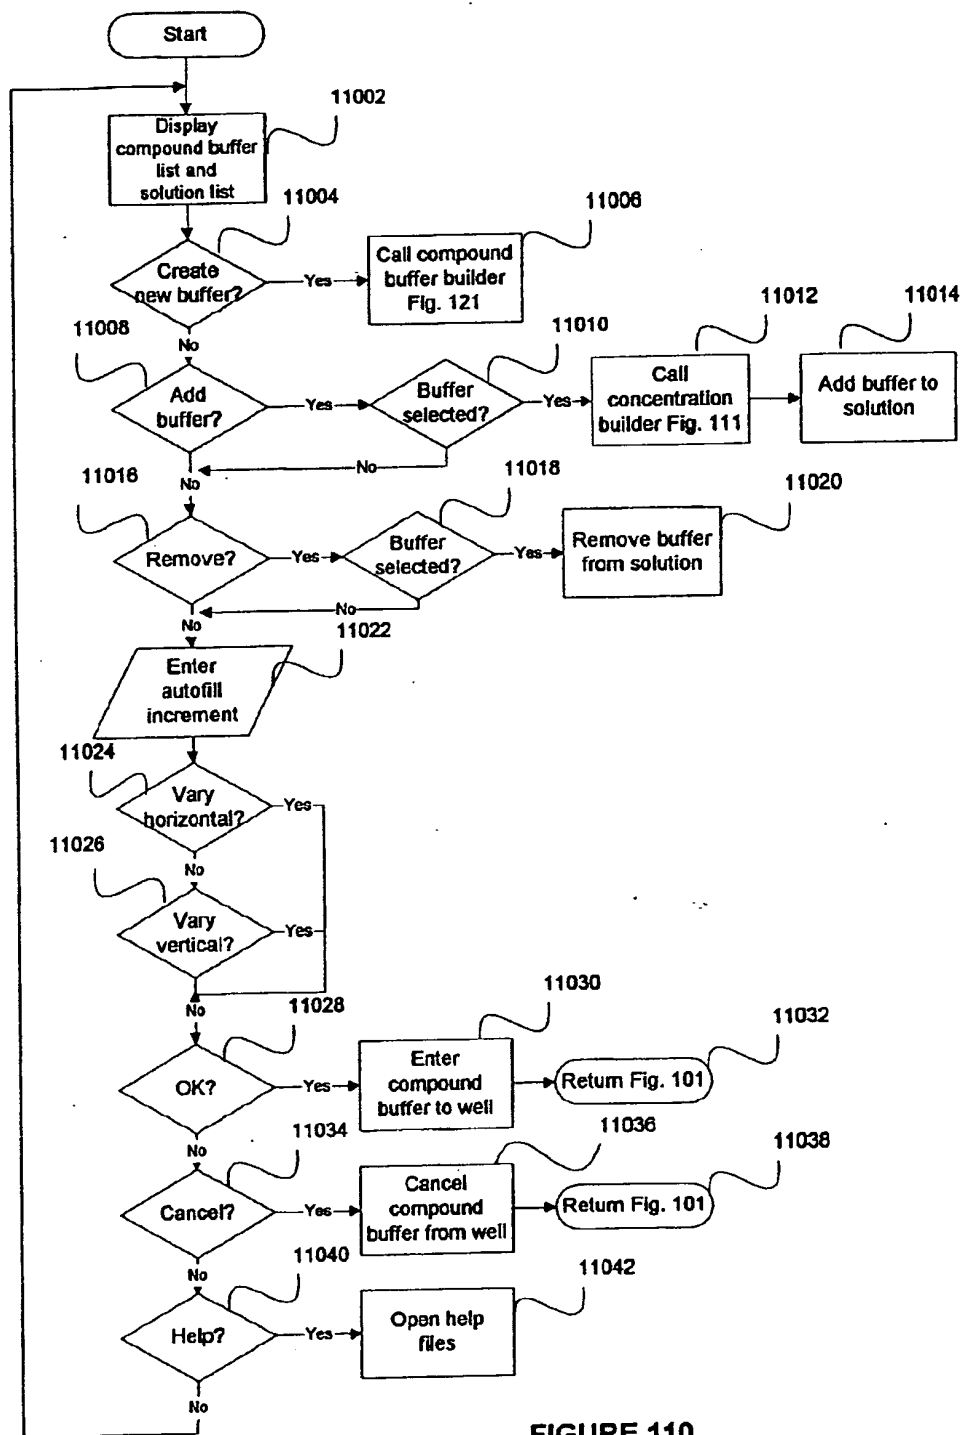 Start
11002
Display
compound buffer
list and
solution list
11004
11006
Create
new buffer?
Yes
Call compound
buffer builder
Fig. 121
No
11008
11010
11012
11014
Add
buffer?
Yes
Buffer
selected?
Yes
Call
concentration
builder Fig. 111
Add buffer to
solution
No
No
11016
11018
11020
Remove?
Yes
Buffer
selected?
Yes
Remove buffer
from solution
No
No
11022
Enter
autofill
increment
11024
Vary
horizontal?
Yes
No
11026
Vary
vertical?
Yes
No
11028
11030
11032
OK?
Yes
Enter
compound
buffer to well
Return Fig. 101
No
11034
11036
11038
Cancel?
Yes
Cancel
compound
buffer from well
Return Fig. 101
No
11040
11042
Help?
Yes
Open help
files
No
FIGURE 110